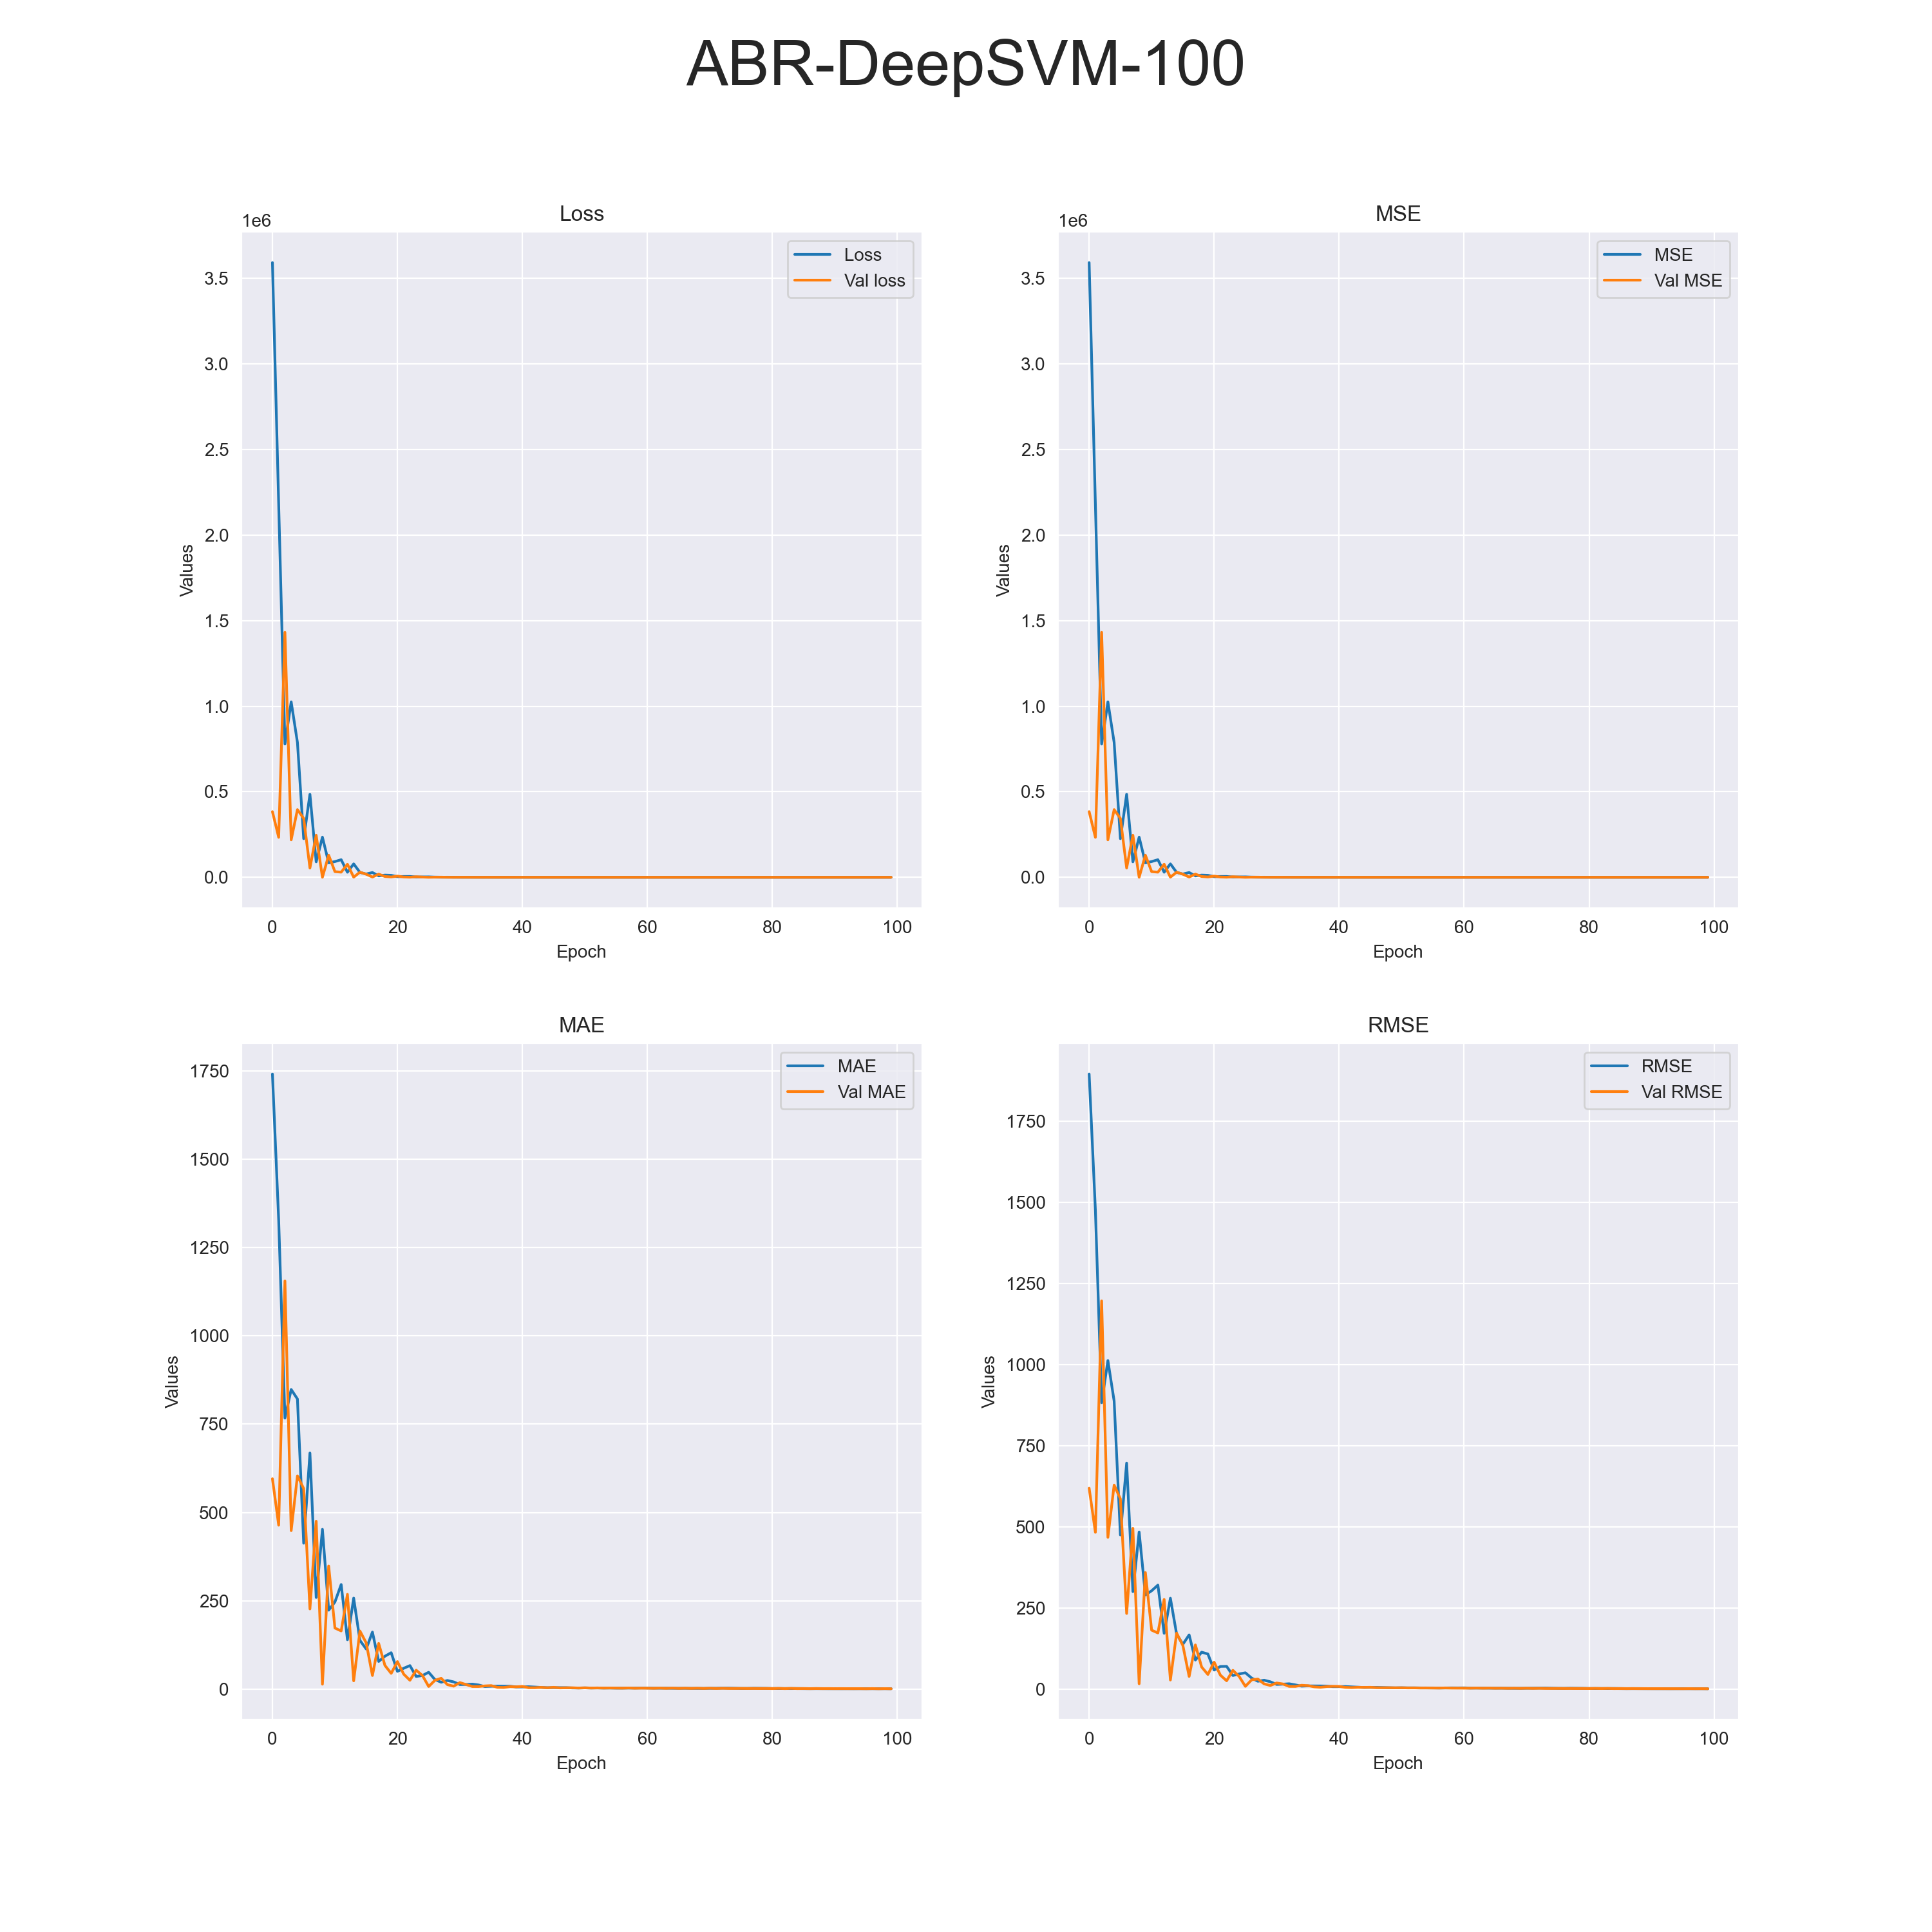 ABR-DeepSVM-100
Loss
1e6
Loss
Val loss
3.5
3.0
2.5
2.0
1.5
1.0
0.5
0.0
Values
0 20 40 60 80 100
Epoch
MSE
1e6
MSE
Val MSE
3.5
3.0
2.5
2.0
1.5
1.0
0.5
0.0
Values
0 20 40 60 80 100
Epoch
MAE
MAE
Val MAE
1750
1500
1250
1000
750
500
250
0
Values
0 20 40 60 80 100
Epoch
RMSE
RMSE
Val RMSE
1750
1500
1250
1000
750
500
250
0
Values
0 20 40 60 80 100
Epoch